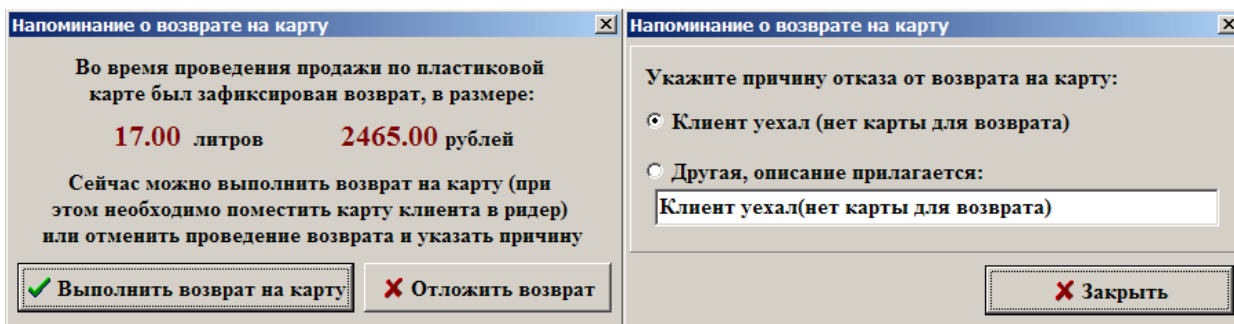 Напоминание о возврате на карту
Во время проведения продажи по пластиковой
карте был зафиксирован возврат, в размере:
17.00 литров 2465.00 рублей
Сейчас можно выполнить возврат на карту (при
этом необходимо поместить карту клиента в ридер)
или отменить проведение возврата и указать причину
Выполнить возврат на карту
Отложить возврат
Напоминание о возврате на карту
Укажите причину отказа от возврата на карту:
Клиент уехал (нет карты для возврата)
Другая, описание прилагается:
Клиент уехал(нет карты для возврата)
Закрыть